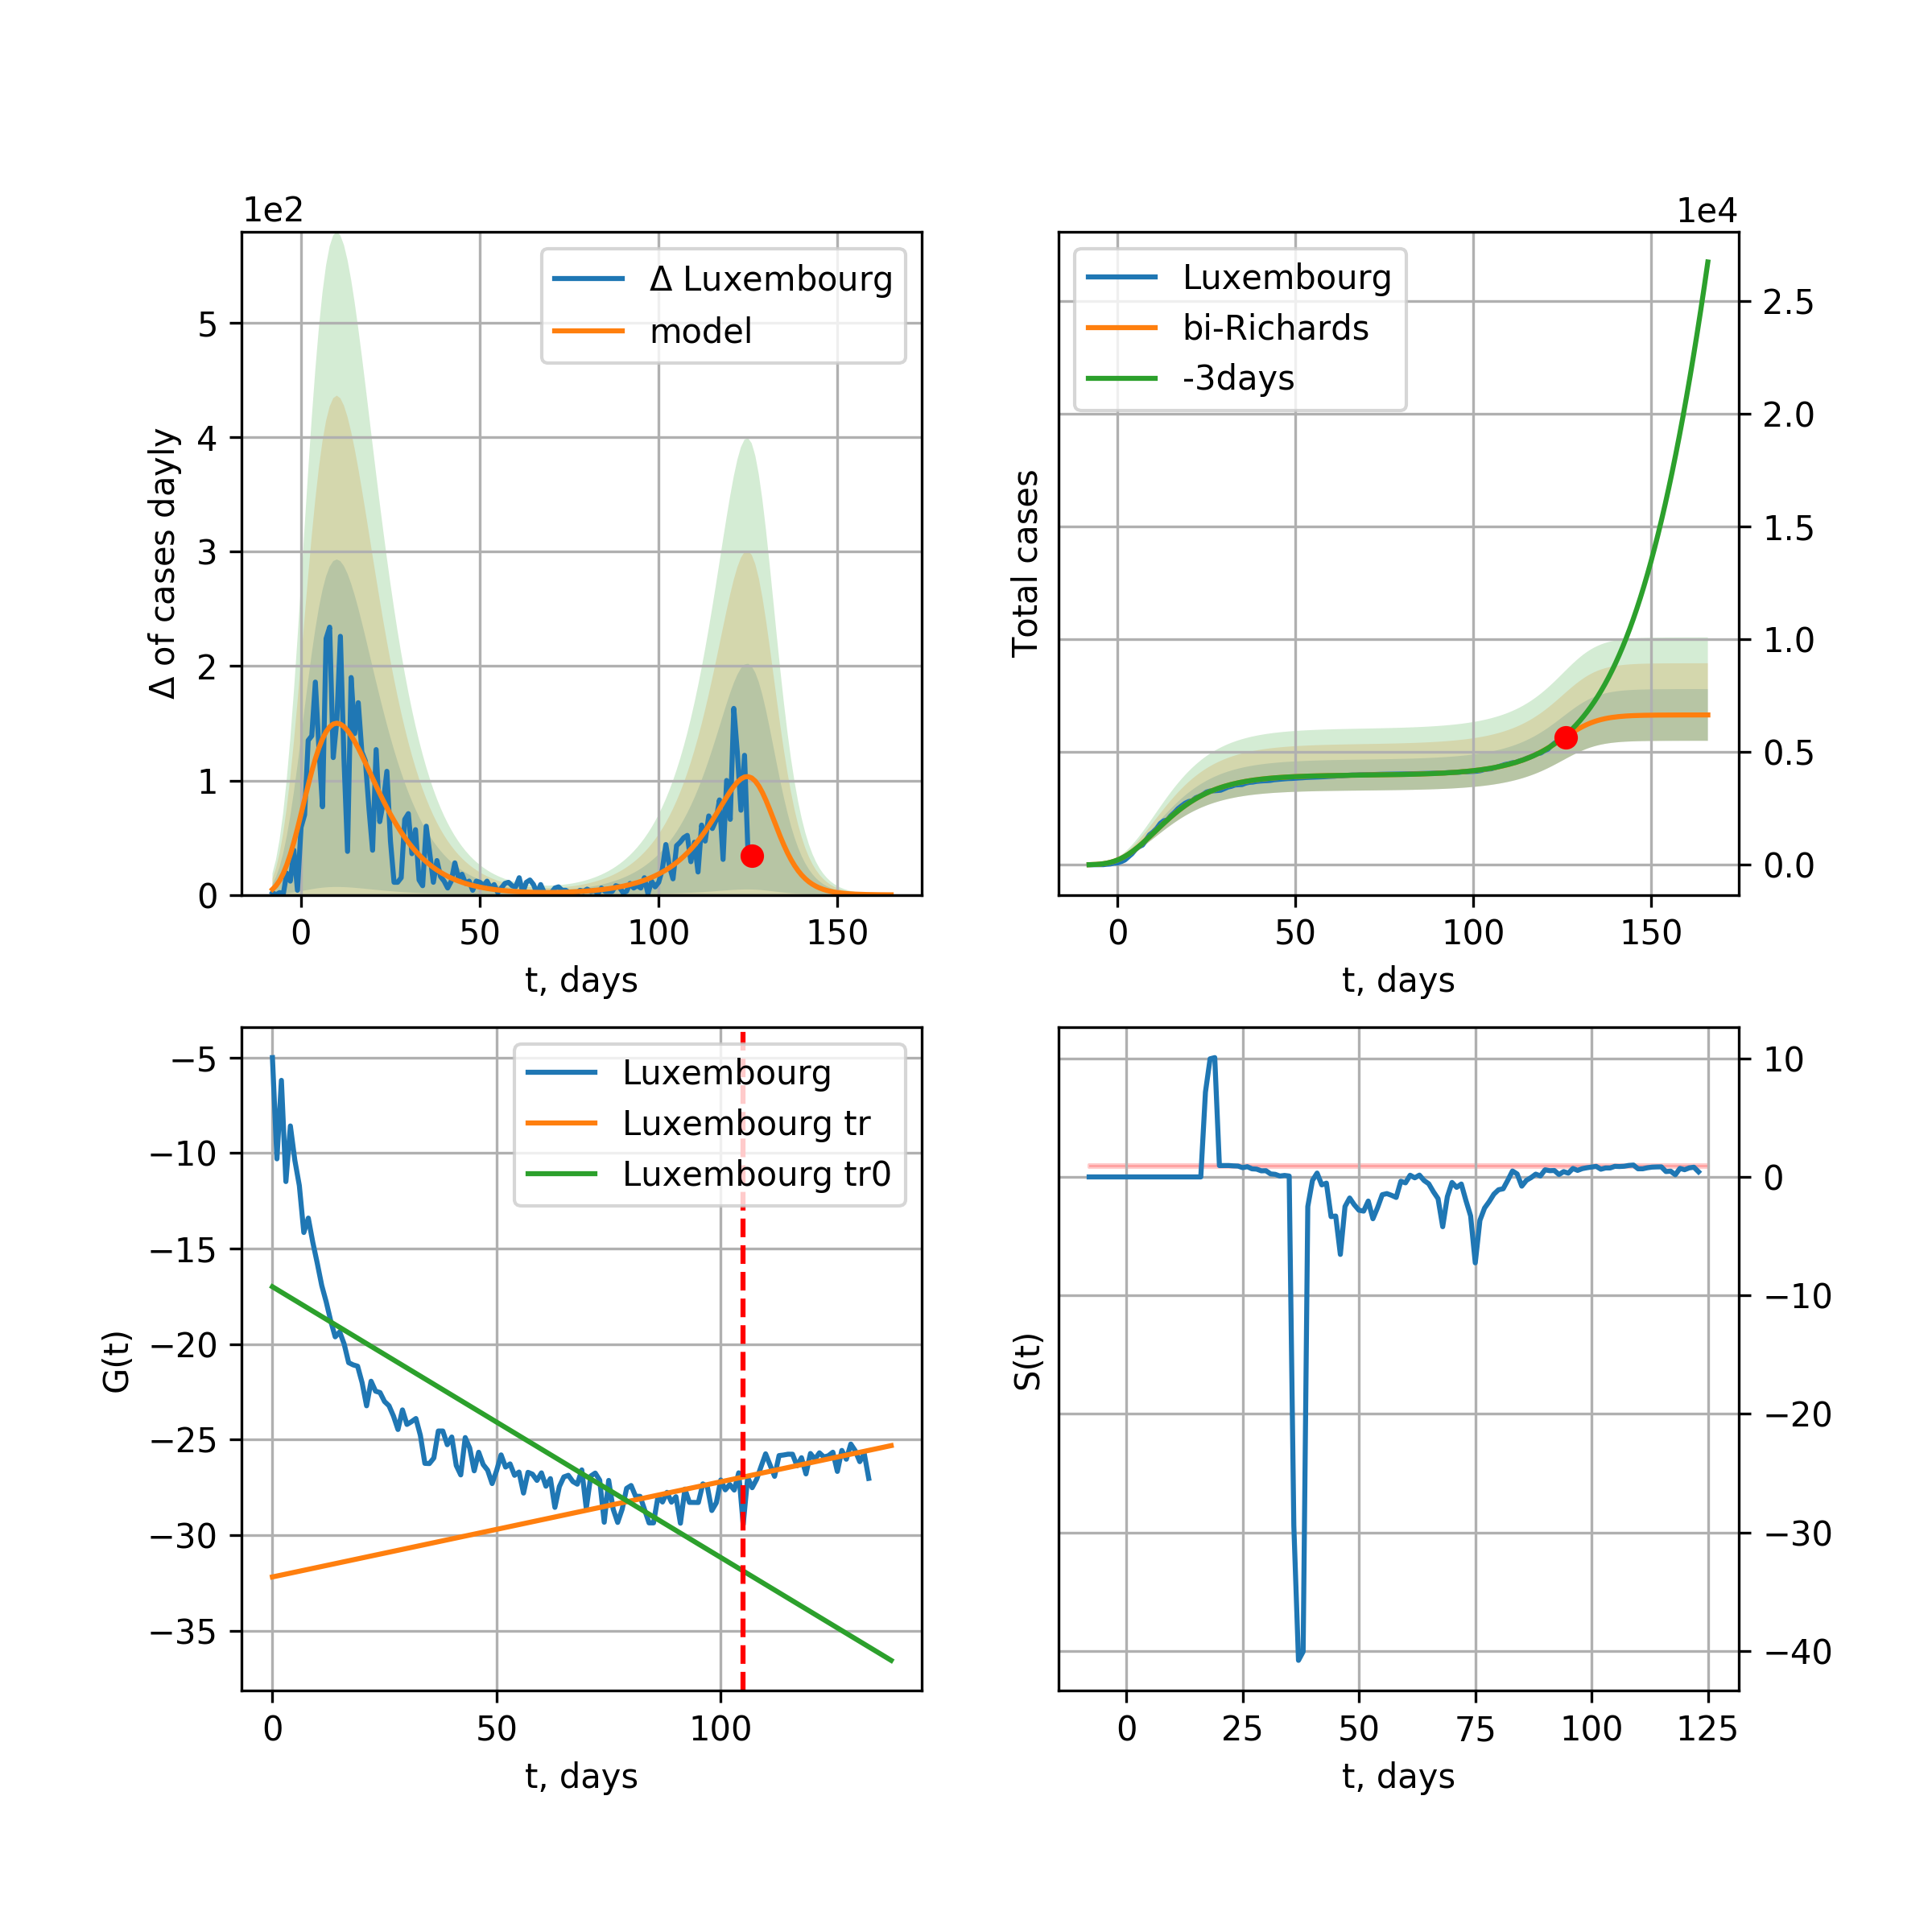 1e2
Δ Luxembourg
model
5
4
3
2
1
0
Δ of cases dayly
0 50 100 150
t, days
1e4
Luxembourg
bi-Richards
-3days
2.5
2.0
1.5
1.0
0.5
0.0
Total cases
0 50 100 150
t, days
Luxembourg
Luxembourg tr
Luxembourg tr0
−5
−10
−15
−20
−25
−30
−35
G(t)
0 50 100
t, days
10
0
−10
−20
−30
−40
S(t)
0 25 50 75 100 125
t, days